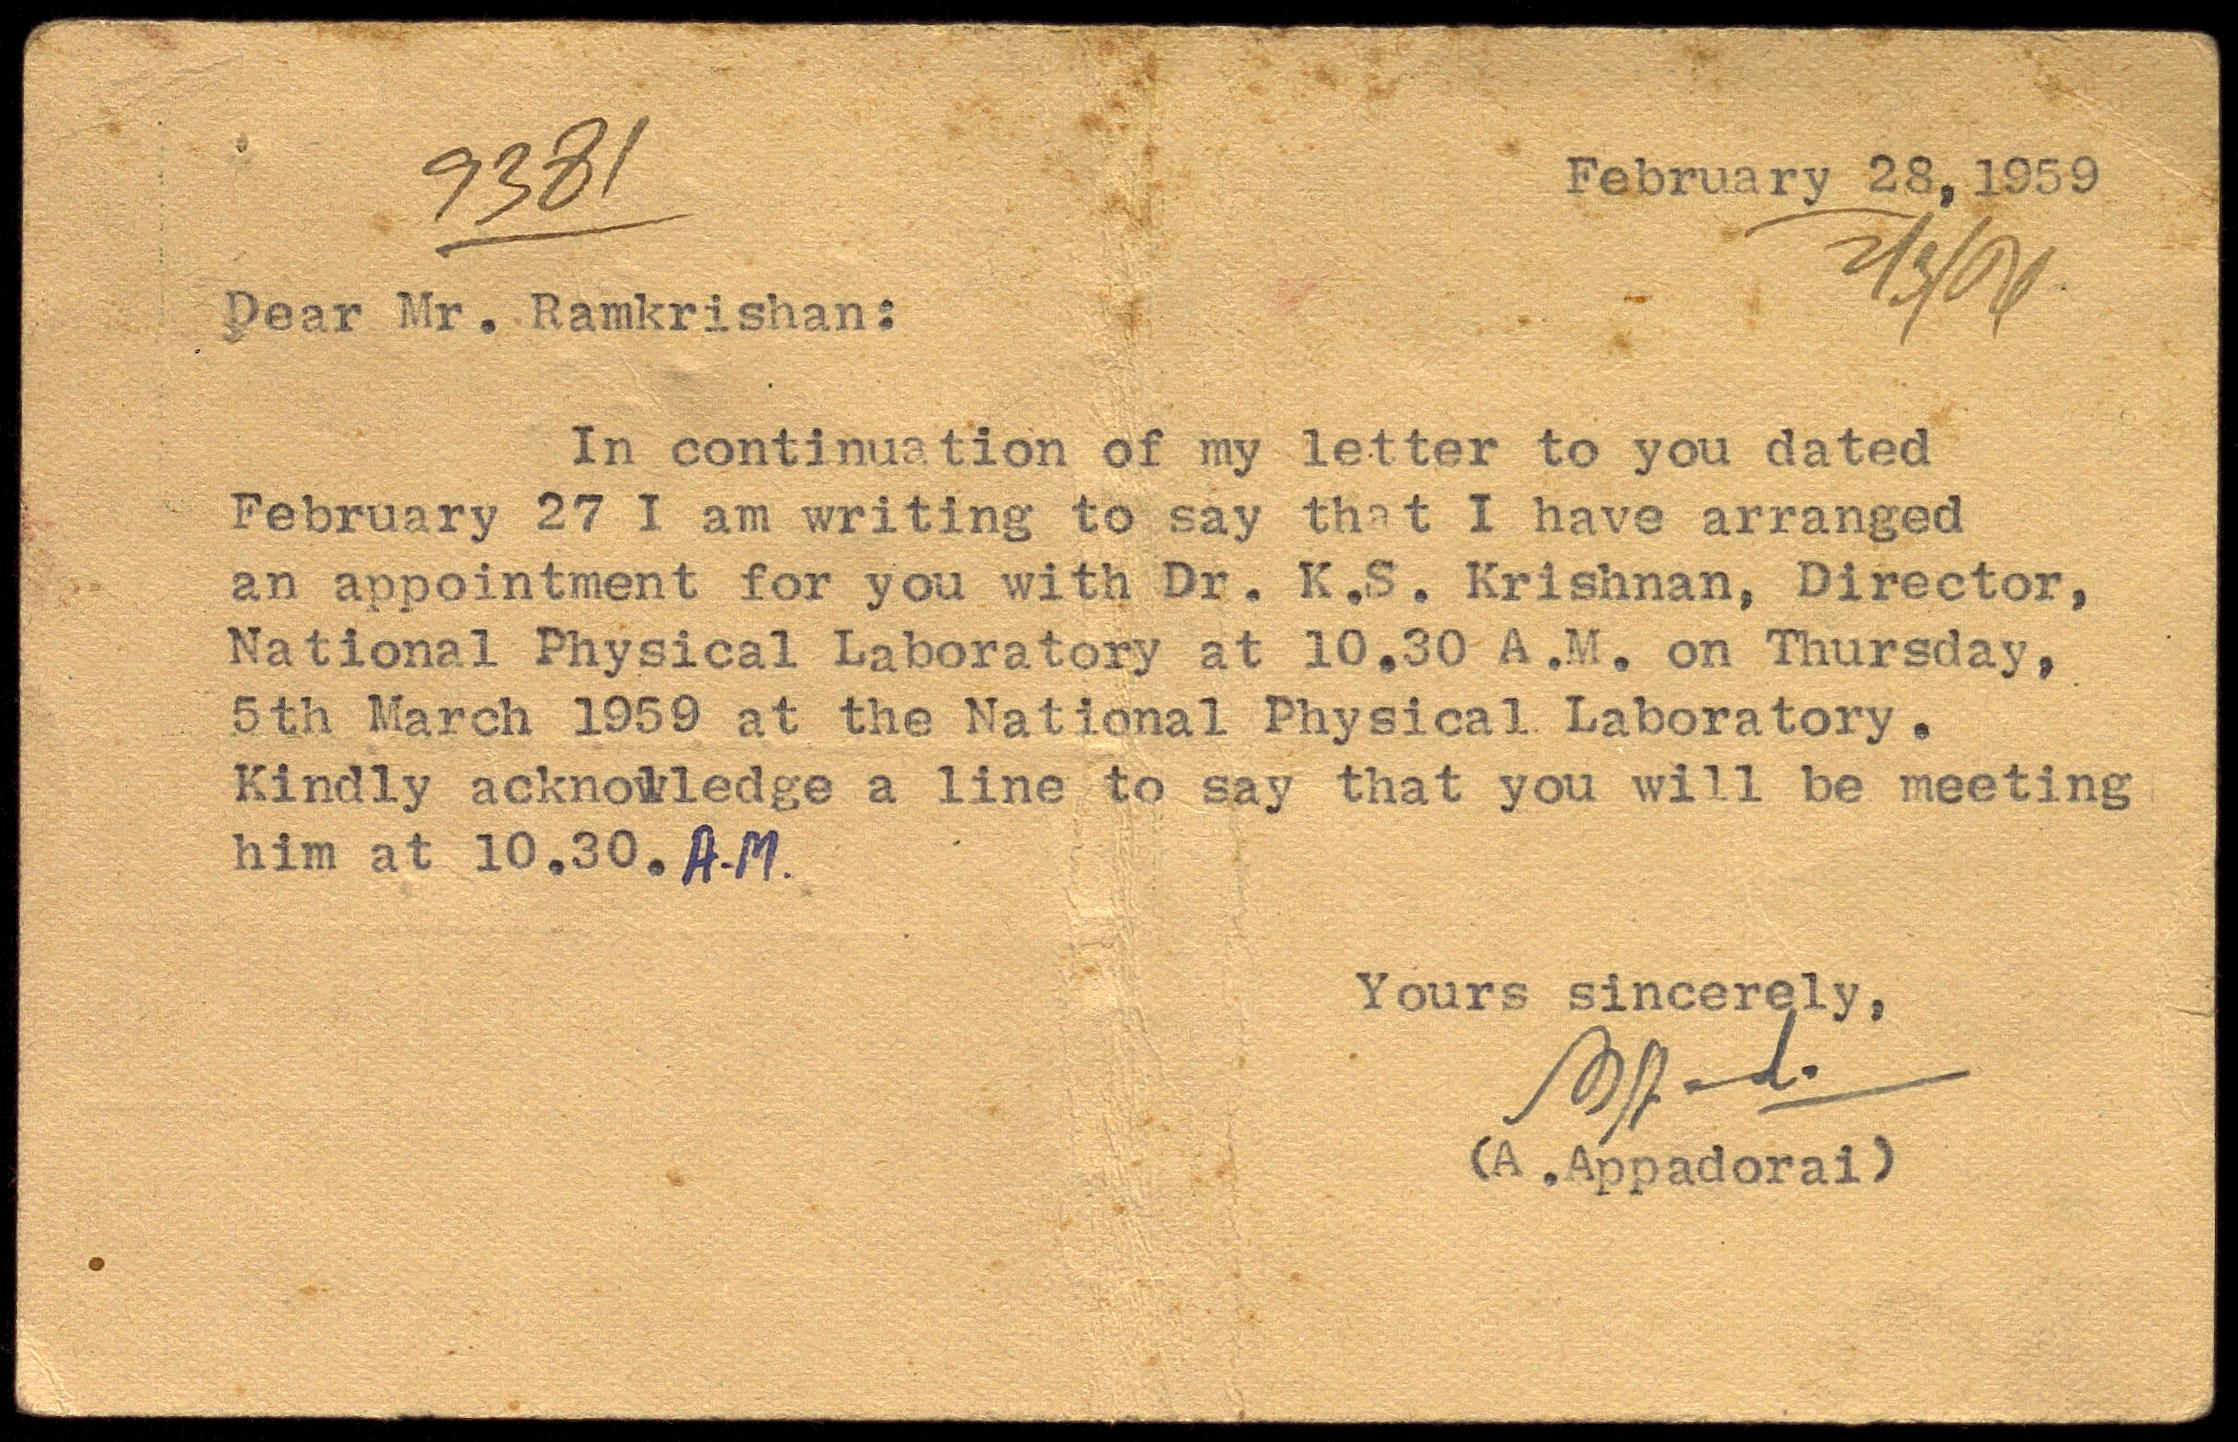 9381
February 28, 1959
Dear Mr. Ramkrishan:
In continuation of my letter to you dated
February 27 I am writing to say that I have arranged
an appointment for you with Dr. K.S. Krishnan, Director,
National Physical Laboratory at 10.30 A.M. on Thursday,
5th March 1959 at the National Physical Laboratory.
Kindly acknowledge a line to say that you will be meeting
him at 10.30. A.M.
Yours sincerely,
(A.Appadorai)